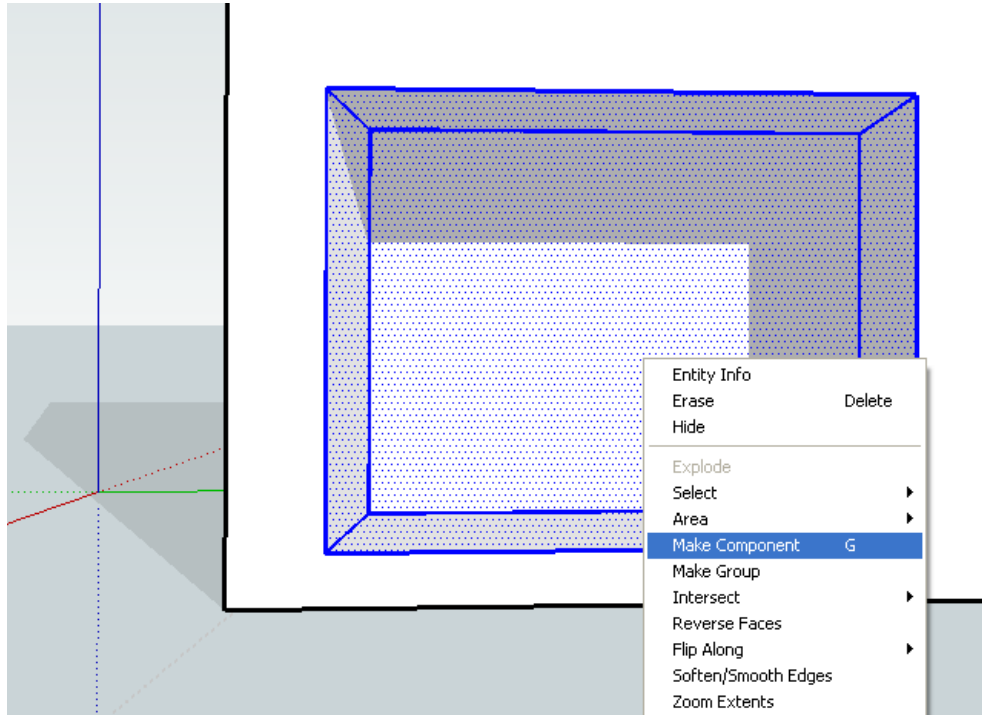 Entity Info
Erase Delete
Hide
Explode
Select
Area
Make Component G
Make Group
Intersect
Reverse Faces
Flip Along
Soften/Smooth Edges
Zoom Extents